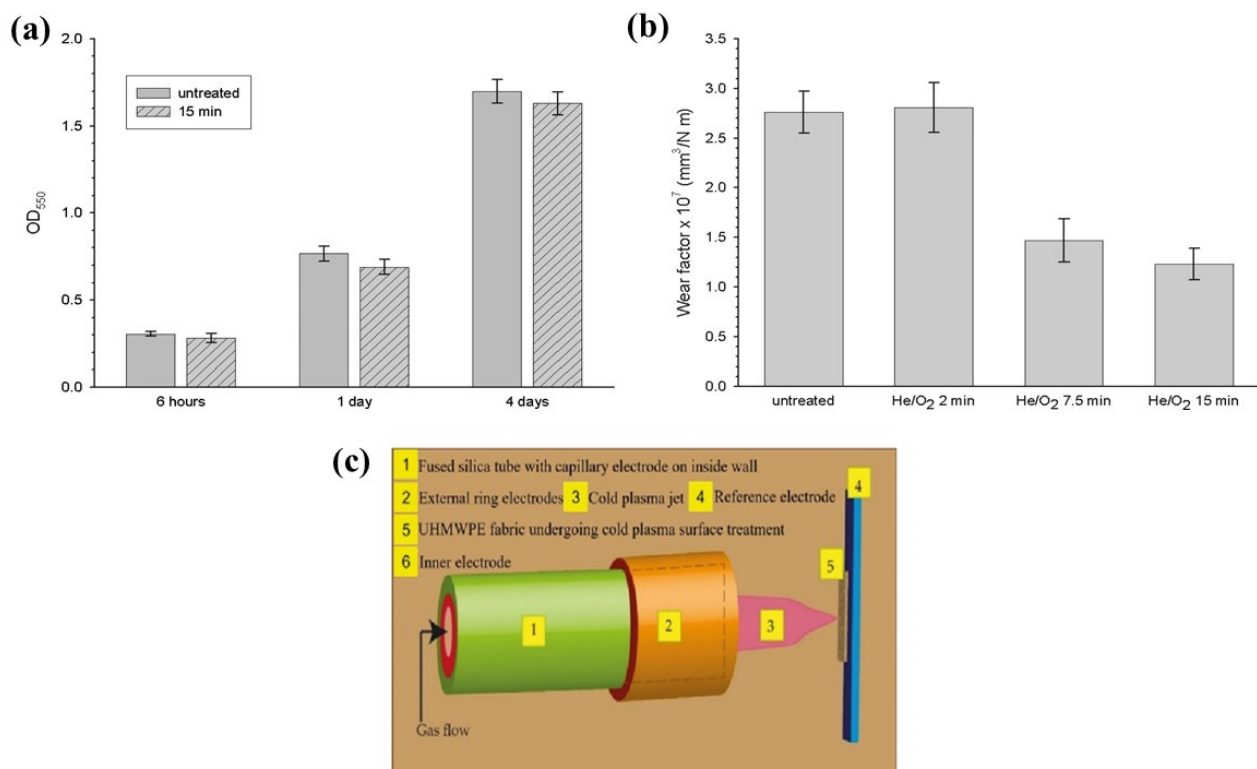 (a)
2.0
1.5
1.0
0.5
0.0
OD550
untreated
15 min
6 hours
1 day
4 days
(b)
3.5
3.0
2.5
2.0
1.5
1.0
0.5
0.0
Wear factor x 10⁷ (mm³/N m)
untreated
He/O₂ 2 min
He/O₂ 7.5 min
He/O₂ 15 min
(c)
1 Fused silica tube with capillary electrode on inside wall
2 External ring electrodes 3 Cold plasma jet 4 Reference electrode
5 UHMWPE fabric undergoing cold plasma surface treatment
6 Inner electrode
4
5
1
2
3
Gas flow